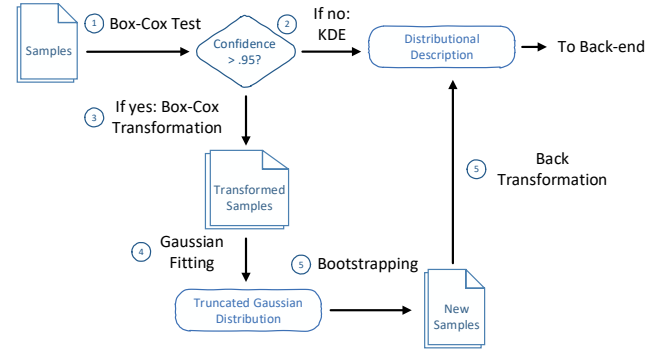 1 Box-Cox Test
Samples
Confidence
> .95?
2 If no:
KDE
Distributional
Description
To Back-end
3 If yes: Box-Cox
Transformation
Transformed
Samples
4 Gaussian
Fitting
Truncated Gaussian
Distribution
5 Bootstrapping
New
Samples
5 Back
Transformation